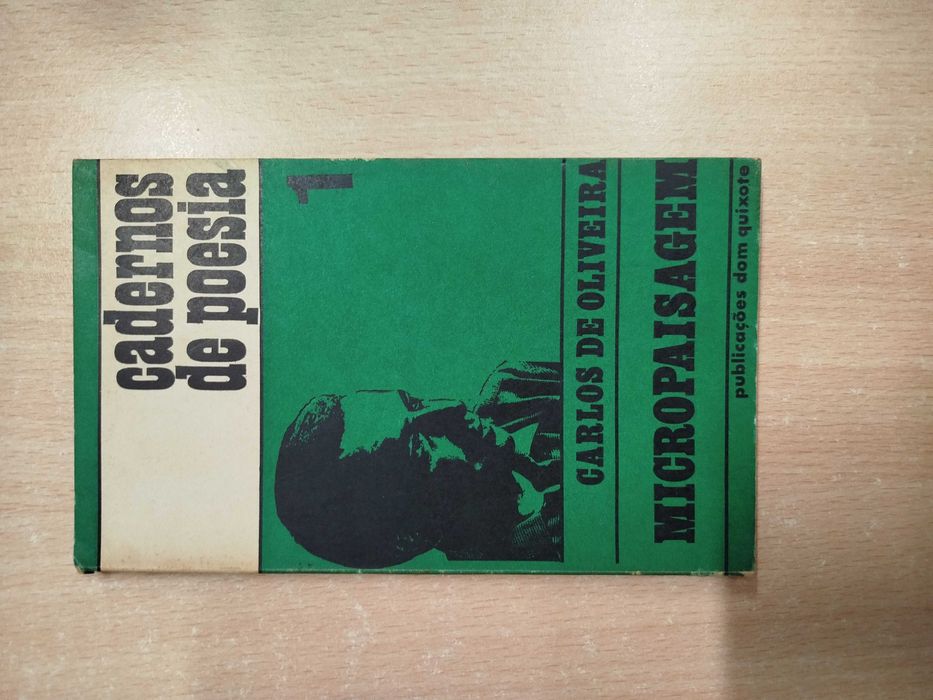 cadernos
de poesia
1
CARLOS DE OLIVEIRA
MICROPAISAGEM
publicações dom quixote